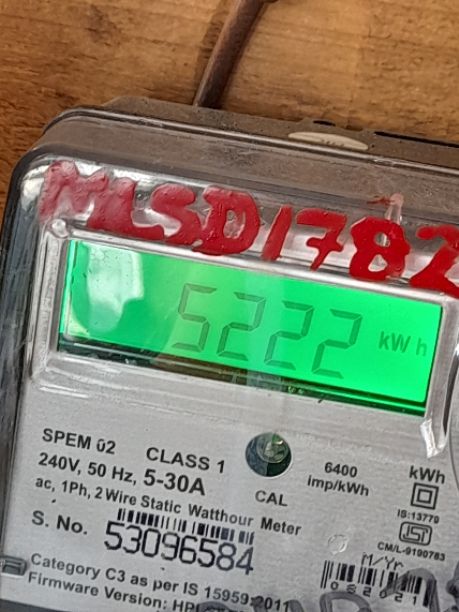 MLSD1782
5222 kWh
SPEM 02 CLASS 1
240V, 50 Hz, 5-30A
ac, 1Ph, 2 Wire Static Watthour Meter
CAL
6400
imp/kWh
kWh
IS:13779
CM/L-9190783
S. No. 53096584
M/Yr
Category C3 as per IS 15959:2011
Firmware Version: